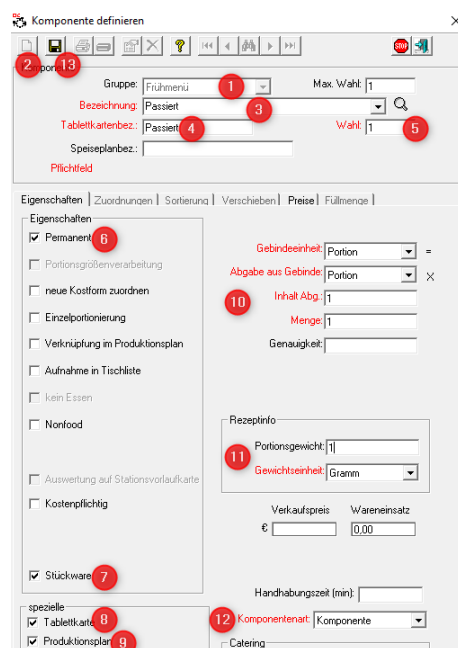 Komponente definieren
STOP
2 13
Gruppe: Frühmenü 1 Max. Wahl: 1
Bezeichnung: Passiert 3
Tablettkartenbez.: Passiert 4 Wahl: 1 5
Speiseplanbez.:
Pflichtfeld
Eigenschaften Zuordnungen Sortierung Verschieben Preise Füllmenge
Eigenschaften
Permanent 6
Gebindeeinheit: Portion =
Portionsgrößenverarbeitung
Abgabe aus Gebinde: Portion X
neue Kostform zuordnen
10 Inhalt Abg.: 1
Einzelportionierung
Menge: 1
Verknüpfung im Produktionsplan
Genauigkeit:
Aufnahme in Tischliste
kein Essen
Nonfood
Rezeptinfo
11 Portionsgewicht: 1
Gewichtseinheit: Gramm
Auswertung auf Stationsvorlaufkarte
Kostenpflichtig
Verkaufspreis Wareneinsatz
€ 0,00
Stückware 7
Handhabungszeit (min):
spezielle
Tablettkarte 8
12 Komponentenart: Komponente
Produktionsplan 9
Catering